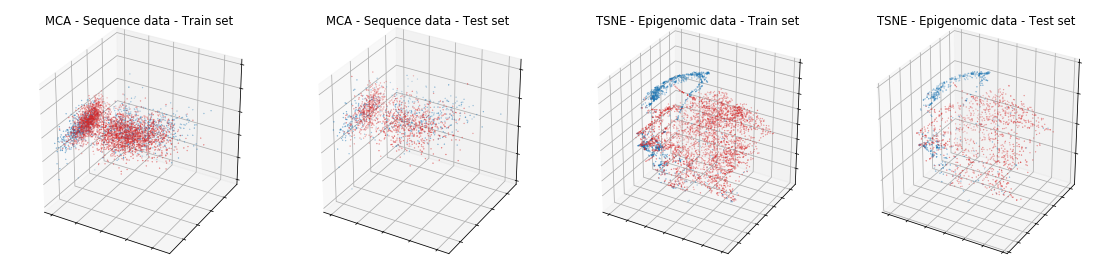 MCA - Sequence data - Train set
MCA - Sequence data - Test set
TSNE - Epigenomic data - Train set
TSNE - Epigenomic data - Test set